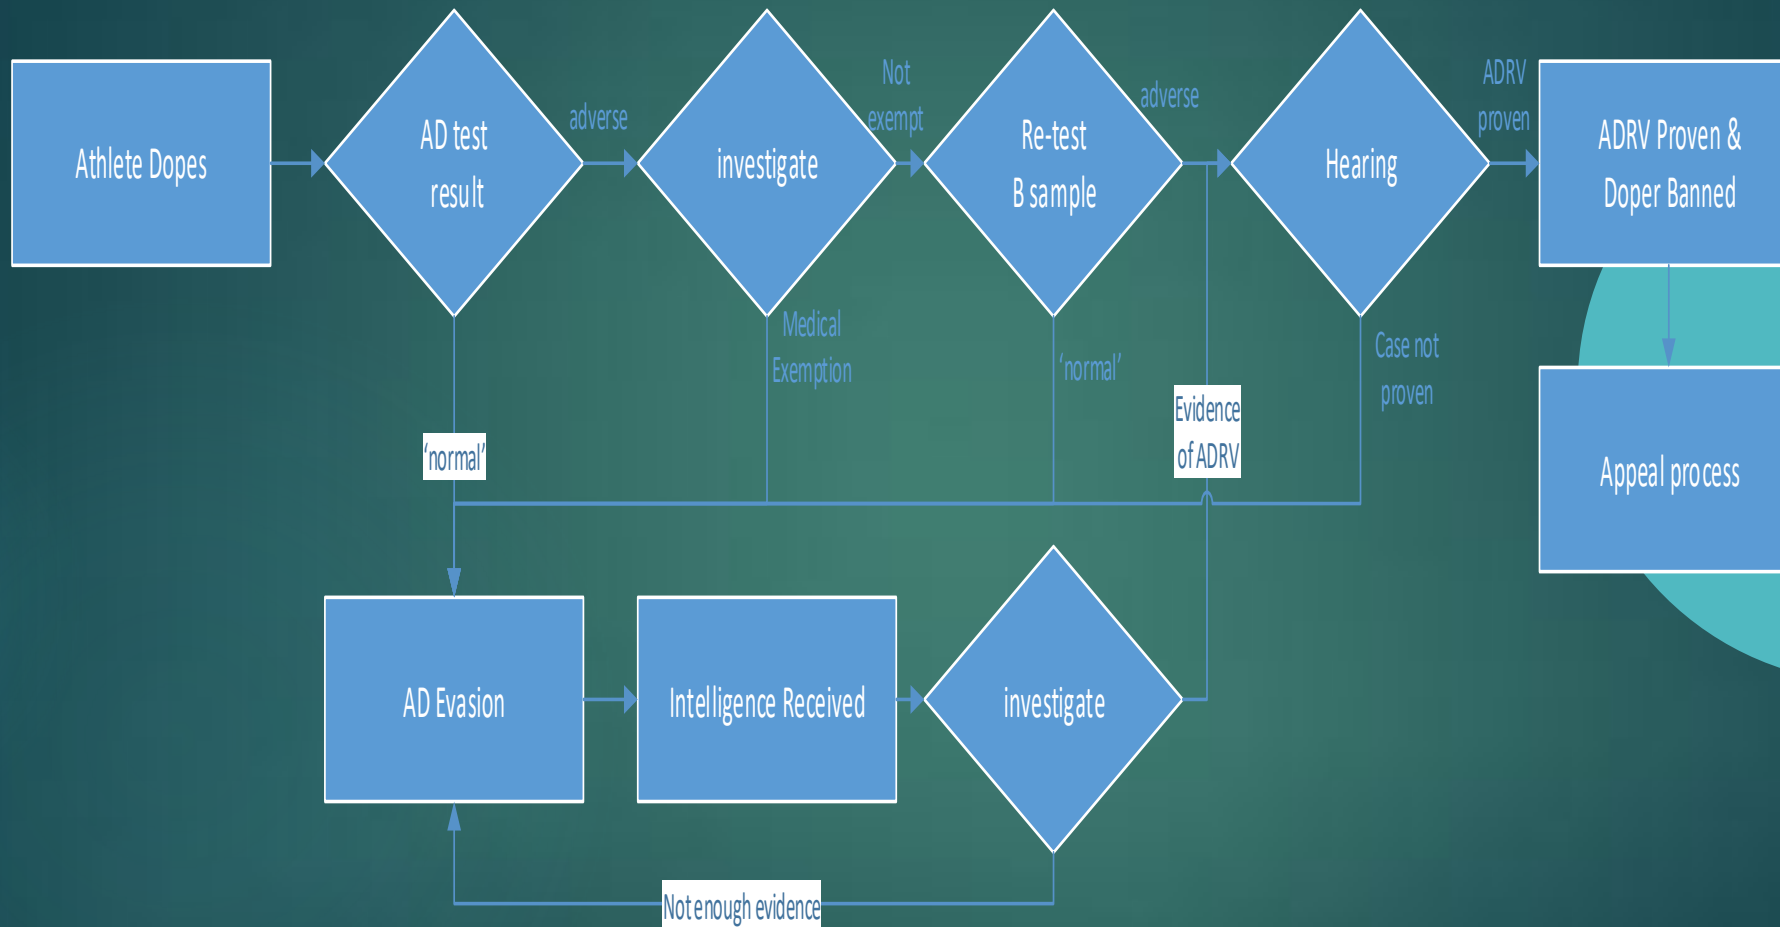 Athlete Dopes
AD test
result
adverse
investigate
Not
exempt
Re-test
B sample
adverse
Hearing
ADRV
proven
ADRV Proven &
Doper Banned
Medical
Exemption
‘normal’
Case not
proven
‘normal’
Evidence
of ADRV
Appeal process
AD Evasion
Intelligence Received
investigate
Not enough evidence